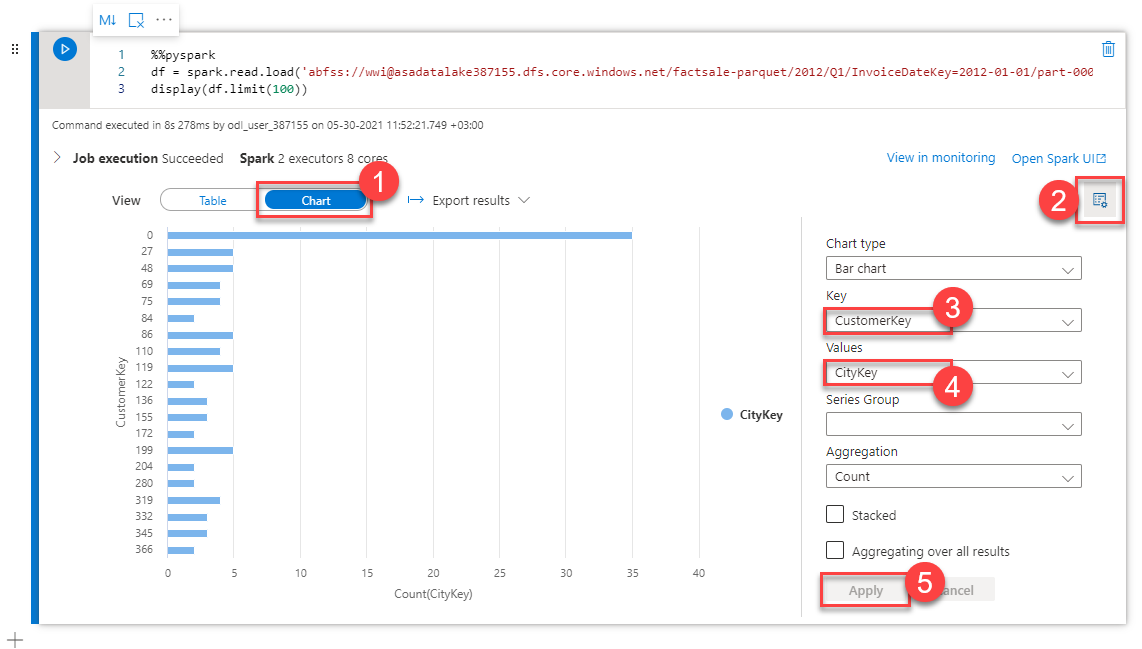 M↓ ...
1 %%pyspark
2 df = spark.read.load('abfss://wwi@asadatalake387155.dfs.core.windows.net/factsale-parquet/2012/Q1/InvoiceDateKey=2012-01-01/part-000
3 display(df.limit(100))
Command executed in 8s 278ms by odl_user_387155 on 05-30-2021 11:52:21.749 +03:00
Job execution Succeeded Spark 2 executors 8 cores
View in monitoring Open Spark UI
1
View Table Chart Export results
2
0
27
48
69
75
84
86
110
119
122
136
155
172
199
204
280
319
332
345
366
CustomerKey
0 5 10 15 20 25 30 35 40
Count(CityKey)
CityKey
Chart type
Bar chart
Key
CustomerKey
3
Values
CityKey
4
Series Group
Aggregation
Count
Stacked
Aggregating over all results
Apply 5 ancel